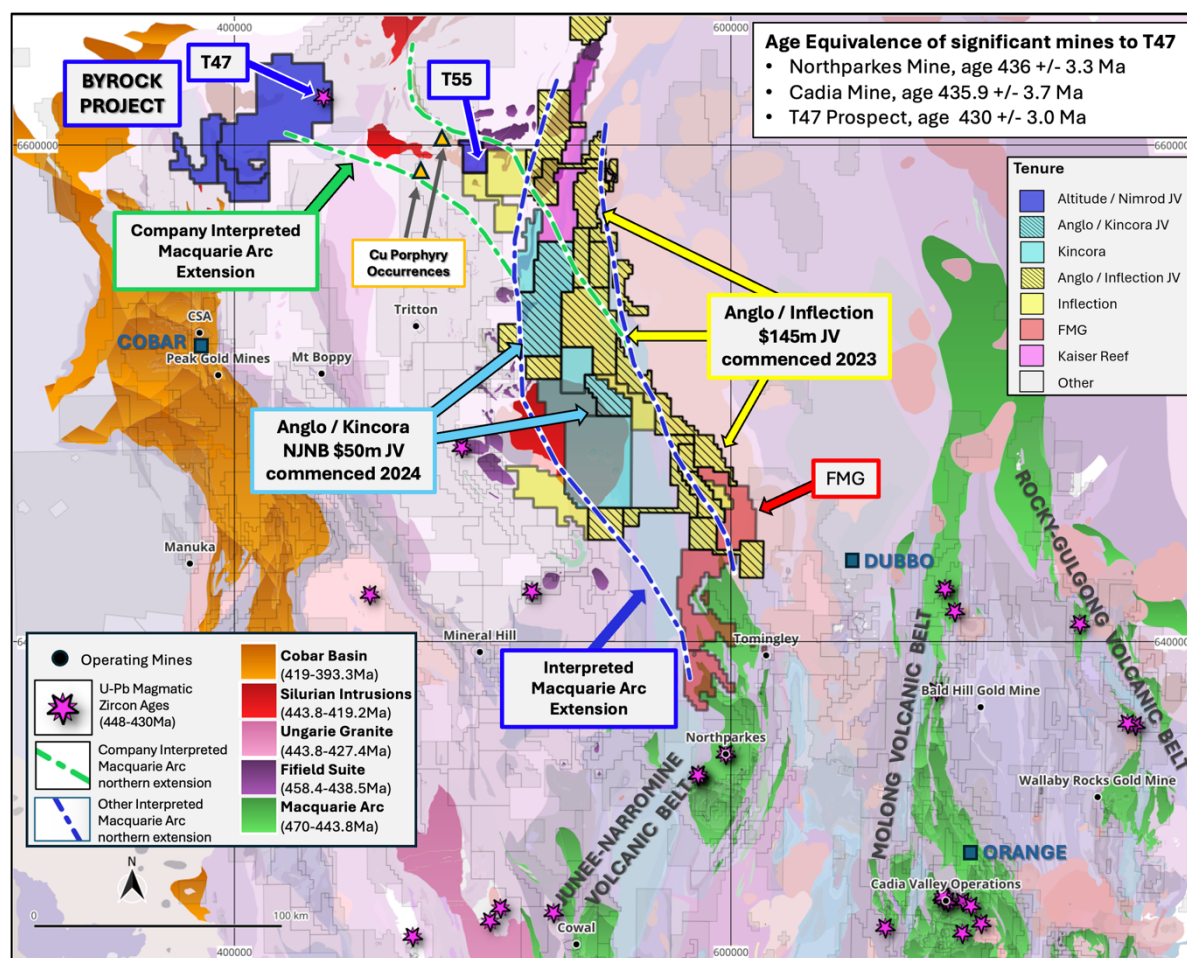 400000
600000
T47
BYROCK
PROJECT
T55
Age Equivalence of significant mines to T47
• Northparkes Mine, age 436 +/- 3.3 Ma
• Cadia Mine, age 435.9 +/- 3.7 Ma
• T47 Prospect, age 430 +/- 3.0 Ma
6600000
660
Tenure
Altitude / Nimrod JV
Anglo / Kincora JV
Kincora
Anglo / Inflection JV
Inflection
FMG
Kaiser Reef
Other
Company Interpreted
Macquarie Arc
Extension
Cu Porphyry
Occurrences
CSA
COBAR
Peak Gold Mines
Mt Boppy
Tritton
Anglo / Inflection
$145m JV
commenced 2023
Anglo / Kincora
NJNB $50m JV
commenced 2024
FMG
ROCKY-GULGONG VOLCANIC BELT
Manuka
DUBBO
Mineral Hill
64
Tomingley
640
Interpreted
Macquarie Arc
Extension
MOLONG VOLCANIC BELT
Bald Hill Gold Mine
Northparkes
Wallaby Rocks Gold Mine
JUNEE-NARROMINE
VOLCANIC BELT
ORANGE
Cadia Valley Operations
Cowal
Operating Mines
U-Pb Magmatic
Zircon Ages
(448-430Ma)
Company Interpreted
Macquarie Arc
northern extension
Other Interpreted
Macquarie Arc
northern extension
Cobar Basin
(419-393.3Ma)
Silurian Intrusions
(443.8-419.2Ma)
Ungarie Granite
(443.8-427.4Ma)
Fifield Suite
(458.4-438.5Ma)
Macquarie Arc
(470-443.8Ma)
N
0
100 km
400000
600000